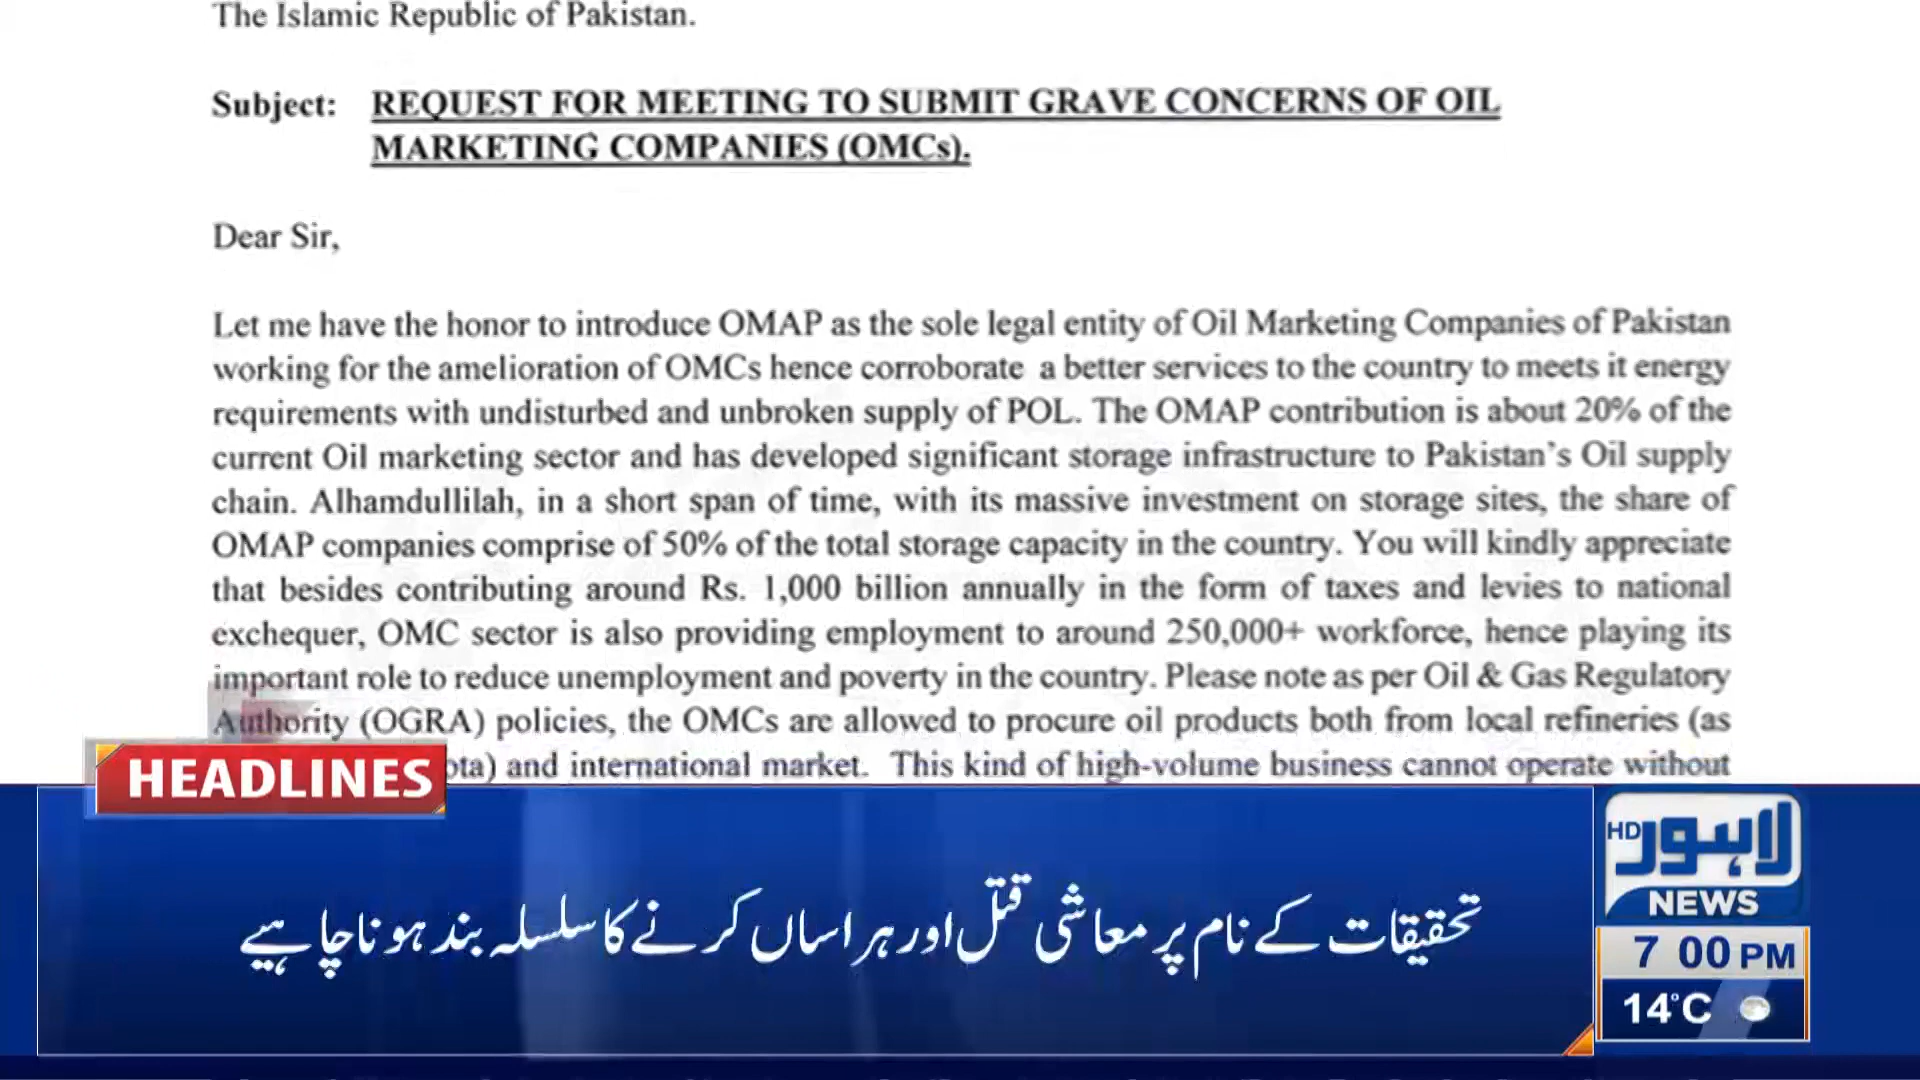 The Islamic Republic of Pakistan.
Subject: REQUEST FOR MEETING TO SUBMIT GRAVE CONCERNS OF OIL
MARKETING COMPANIES (OMCs).
Dear Sir,
Let me have the honor to introduce OMAP as the sole legal entity of Oil Marketing Companies of Pakistan
working for the amelioration of OMCs hence corroborate a better services to the country to meets it energy
requirements with undisturbed and unbroken supply of POL. The OMAP contribution is about 20% of the
current Oil marketing sector and has developed significant storage infrastructure to Pakistan’s Oil supply
chain. Alhamdullilah, in a short span of time, with its massive investment on storage sites, the share of
OMAP companies comprise of 50% of the total storage capacity in the country. You will kindly appreciate
that besides contributing around Rs. 1,000 billion annually in the form of taxes and levies to national
exchequer, OMC sector is also providing employment to around 250,000+ workforce, hence playing its
important role to reduce unemployment and poverty in the country. Please note as per Oil & Gas Regulatory
Authority (OGRA) policies, the OMCs are allowed to procure oil products both from local refineries (as
ota) and international market. This kind of high-volume business cannot operate without
HEADLINES
تحقیقات کے نام پر معاشی قتل اور ہراساں کرنے کا سلسلہ بند ہونا چاہیے
لاہور HD
NEWS
7 00 PM
14°C